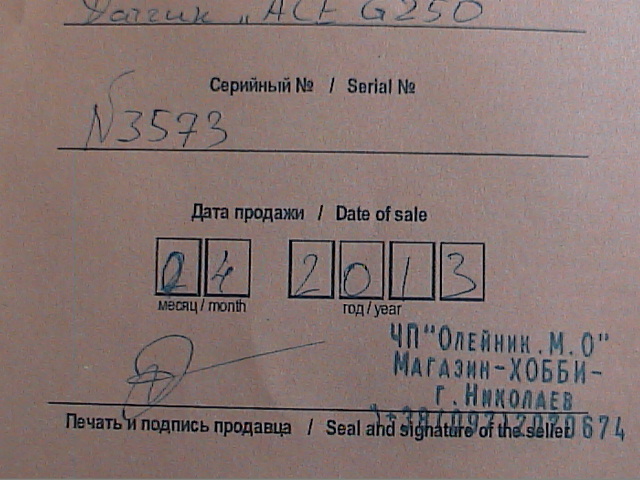 Датчик „ACE G250
Серийный № / Serial №
N3573
Дата продажи / Date of sale
04 2013
месяц / month год / year
ЧП "Олейник.М.О"
Магазин-ХОББИ-
г.Николаев
Печать и подпись продавца / Seal and signature of the seller